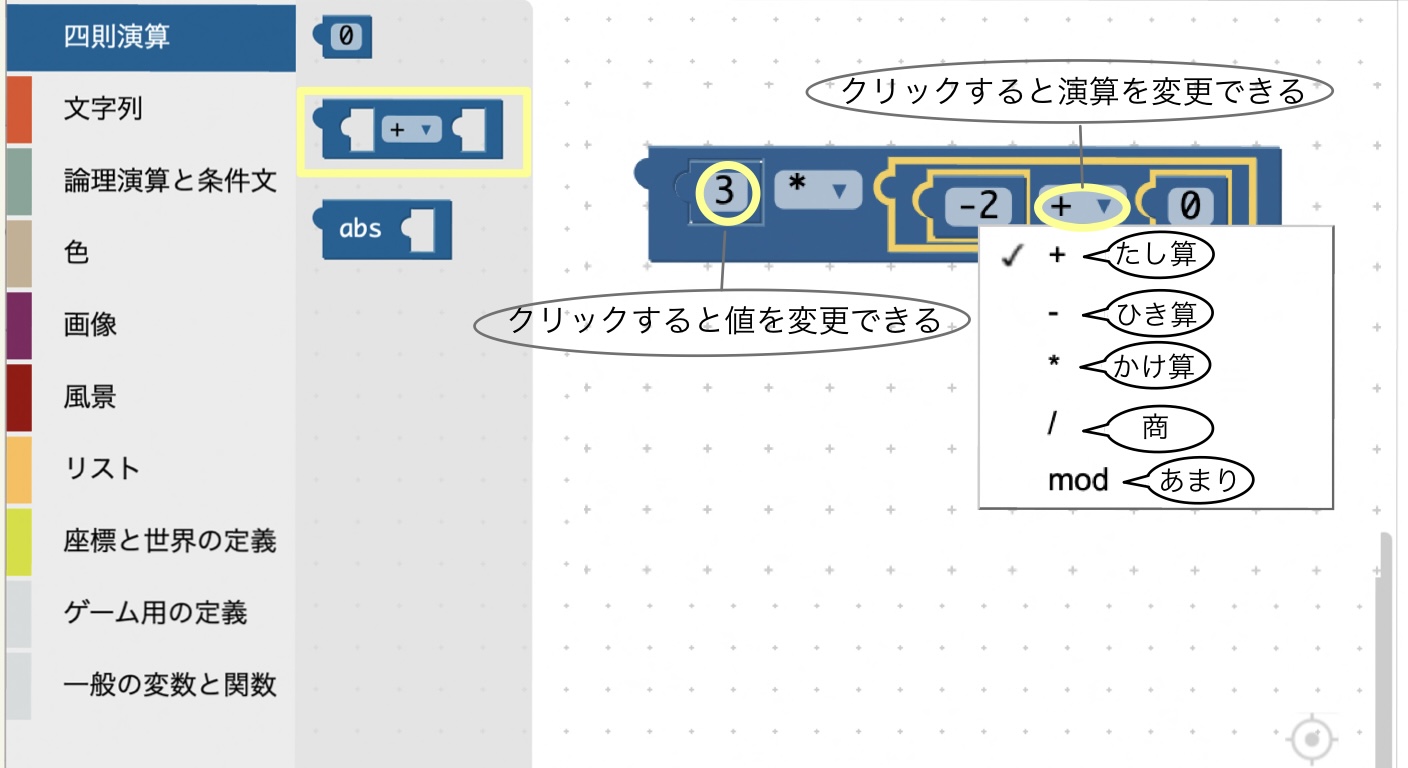 四則演算
文字列
論理演算と条件文
色
画像
風景
リスト
座標と世界の定義
ゲーム用の定義
一般の変数と関数
0
+ ▼
abs
クリックすると演算を変更できる
3 * ▼ -2 + ▼ 0
クリックすると値を変更できる
✓ + たし算
- ひき算
* かけ算
/ 商
mod あまり